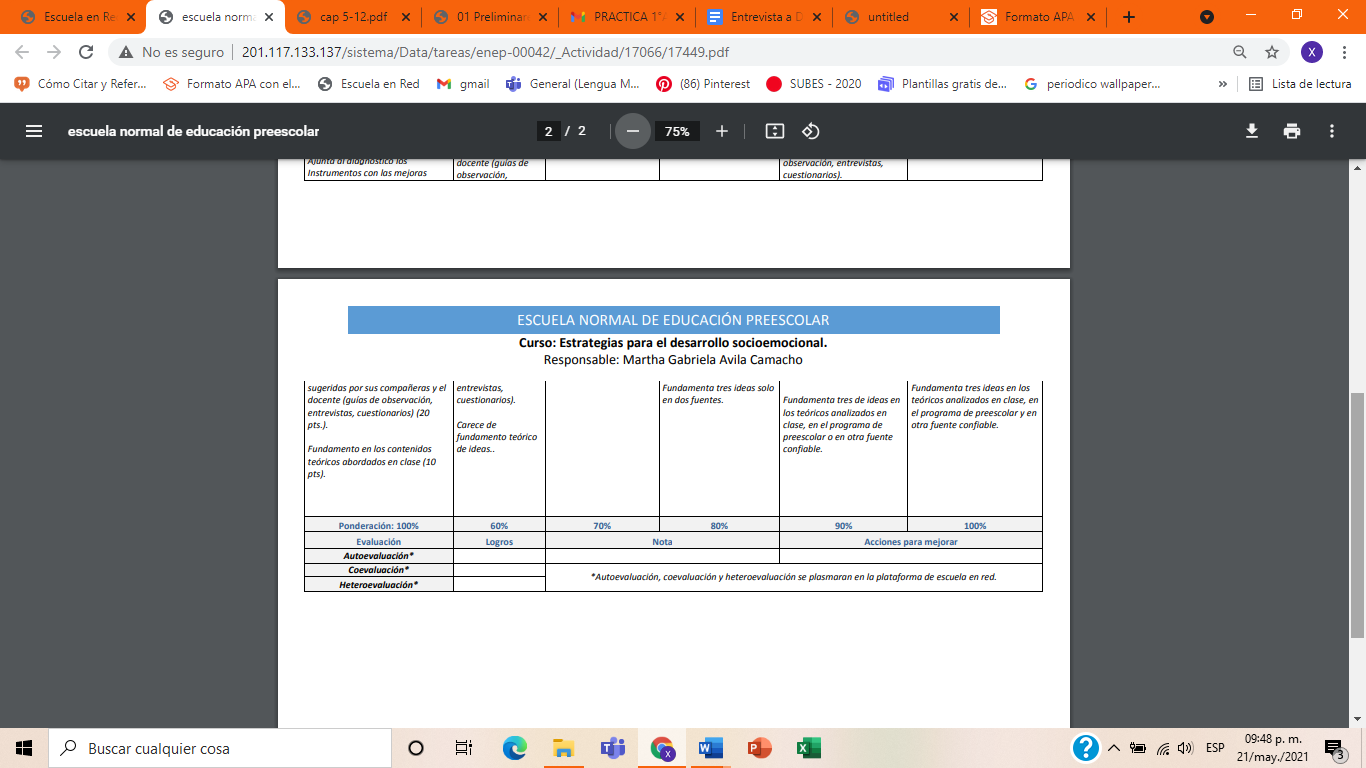 Escuela en Re
escuela norma
cap 5-12.pdf
01 Preliminar
PRACTICA 1°A
Entrevista a D
untitled
Formato APA
No es seguro
201.117.133.137/sistema/Data/tareas/enep-00042/_Actividad/17066/17449.pdf
X
Cómo Citar y Refer...
Formato APA con el...
Escuela en Red
gmail
General (Lengua M...
(86) Pinterest
SUBES - 2020
Plantillas gratis de...
periodico wallpaper...
»
Lista de lectura
escuela normal de educación preescolar
2 / 2
75%
Ajunta al diagnóstico los
Instrumentos con las mejoras
docente (guías de
observación,
observación, entrevistas,
cuestionarios).
ESCUELA NORMAL DE EDUCACIÓN PREESCOLAR
Curso: Estrategias para el desarrollo socioemocional.
Responsable: Martha Gabriela Avila Camacho
sugeridas por sus compañeras y el
docente (guías de observación,
entrevistas, cuestionarios) (20
pts.).
Fundamento en los contenidos
teóricos abordados en clase (10
pts).
entrevistas,
cuestionarios).
Carece de
fundamento teórico
de ideas..
Fundamenta tres ideas solo
en dos fuentes.
Fundamenta tres de ideas en
los teóricos analizados en
clase, en el programa de
preescolar o en otra fuente
confiable.
Fundamenta tres ideas en los
teóricos analizados en clase, en
el programa de preescolar y en
otra fuente confiable.
Ponderación: 100%
60%
70%
80%
90%
100%
Evaluación
Logros
Nota
Acciones para mejorar
Autoevaluación*
Coevaluación*
Heteroevaluación*
*Autoevaluación, coevaluación y heteroevaluación se plasmaran en la plataforma de escuela en red.
Buscar cualquier cosa
ESP
09:48 p. m.
21/may./2021
3